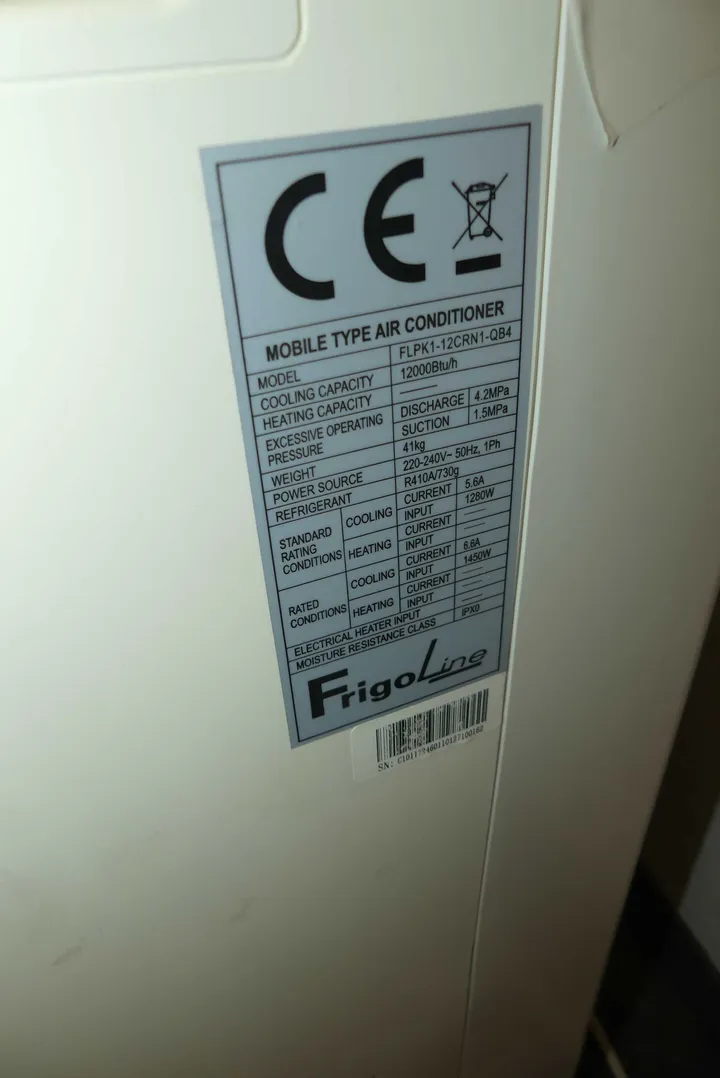 CE
MOBILE TYPE AIR CONDITIONER
MODEL FLPK1-12CRN1-QB4
COOLING CAPACITY 12000Btu/h
HEATING CAPACITY ——
EXCESSIVE OPERATING PRESSURE DISCHARGE 4.2MPa
SUCTION 1.5MPa
WEIGHT 41kg
POWER SOURCE 220-240V~ 50Hz, 1Ph
REFRIGERANT R410A/730g
STANDARD RATING CONDITIONS COOLING CURRENT 5.6A
INPUT 1280W
HEATING CURRENT ——
INPUT ——
RATED CONDITIONS COOLING CURRENT 6.6A
INPUT 1450W
HEATING CURRENT ——
INPUT ——
ELECTRICAL HEATER INPUT ——
MOISTURE RESISTANCE CLASS IPX0
FrigoLine
SN: